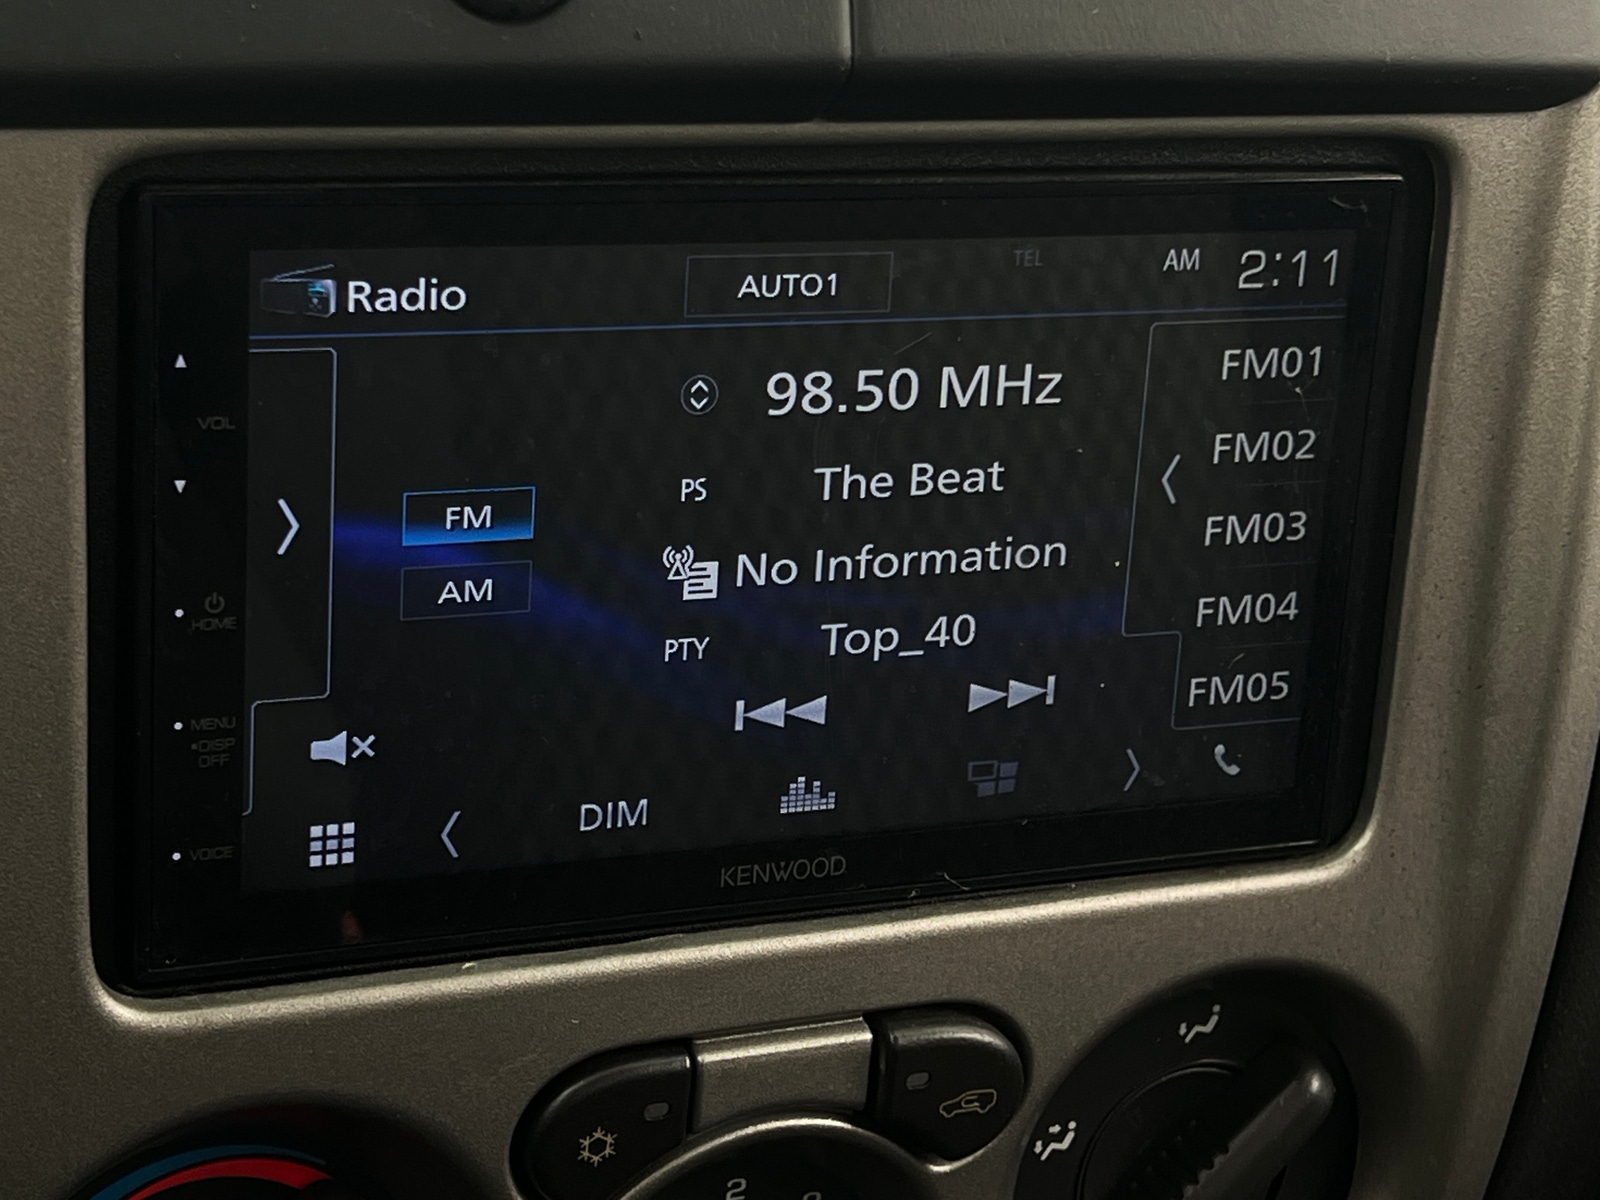 Radio
AUTO1
TEL
AM 2:11
VOL
98.50 MHz
FM01
FM02
FM
PS The Beat
FM03
No Information
AM
FM04
HOME
PTY Top_40
FM05
MENU
•DISP
OFF
DIM
VOICE
KENWOOD
2